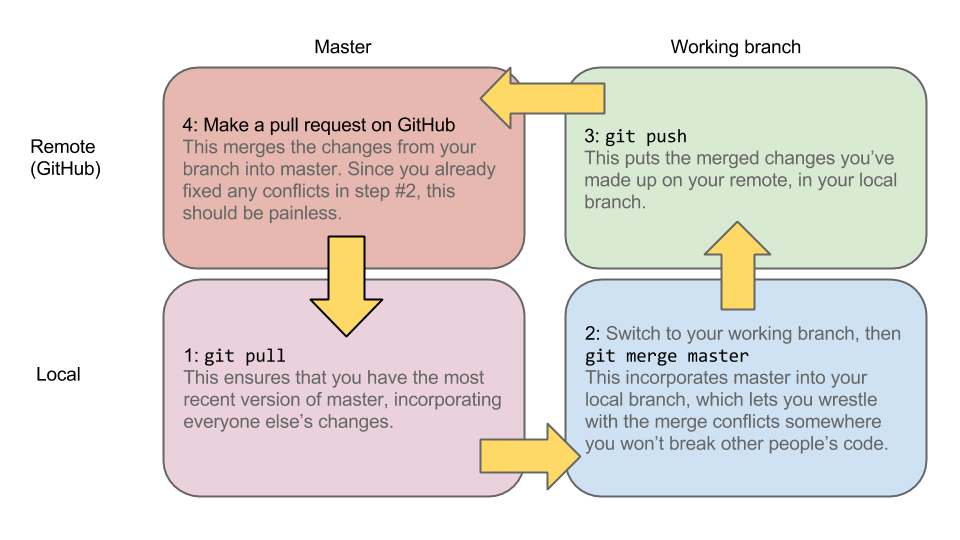 Master
Working branch
Remote
(GitHub)
4: Make a pull request on GitHub
This merges the changes from your
branch into master. Since you already
fixed any conflicts in step #2, this
should be painless.
3: git push
This puts the merged changes you’ve
made up on your remote, in your local
branch.
Local
1: git pull
This ensures that you have the most
recent version of master, incorporating
everyone else’s changes.
2: Switch to your working branch, then
git merge master
This incorporates master into your
local branch, which lets you wrestle
with the merge conflicts somewhere
you won’t break other people’s code.